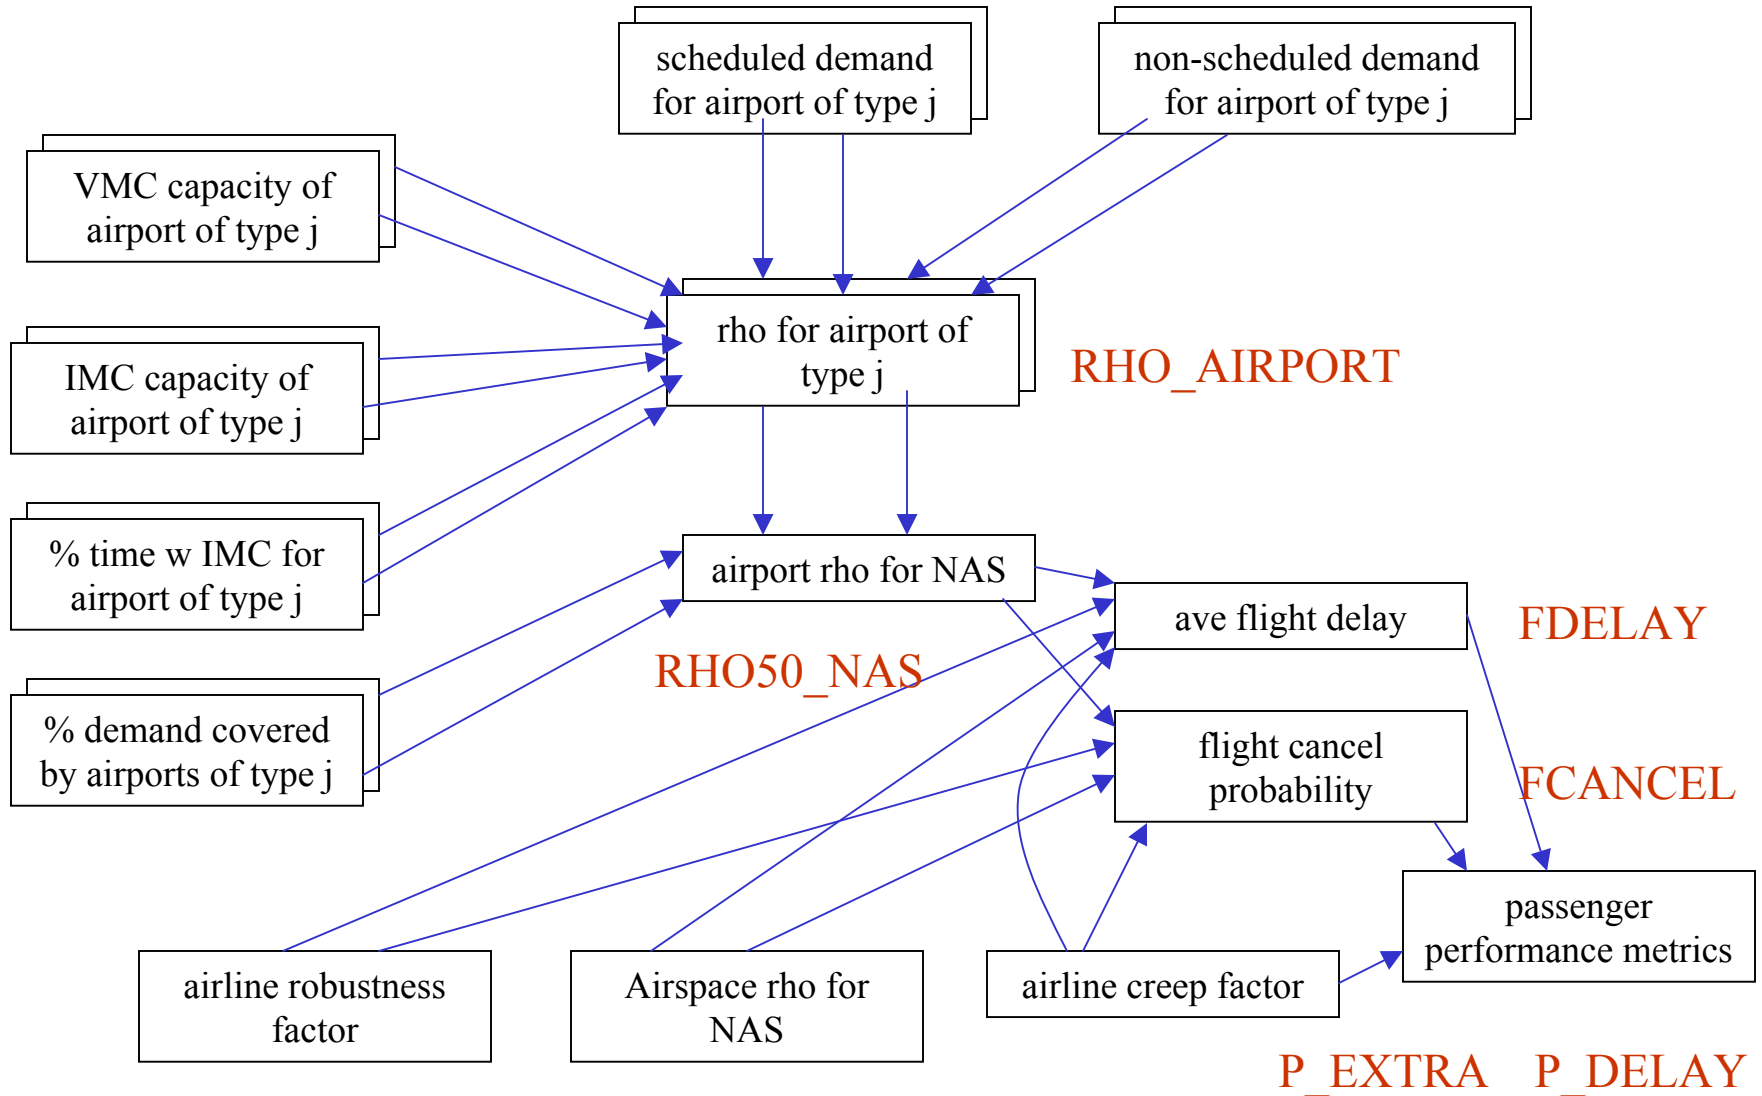 scheduled demand
for airport of type j
non-scheduled demand
for airport of type j
VMC capacity of
airport of type j
rho for airport of
type j
RHO_AIRPORT
IMC capacity of
airport of type j
% time w IMC for
airport of type j
airport rho for NAS
ave flight delay
FDELAY
RHO50_NAS
% demand covered
by airports of type j
flight cancel
probability
FCANCEL
passenger
performance metrics
airline robustness
factor
Airspace rho for
NAS
airline creep factor
P_EXTRA P_DELAY